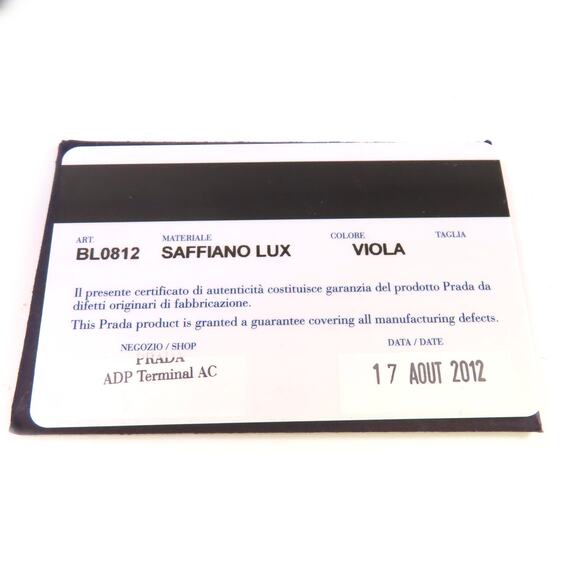 ART. MATERIALE COLORE TAGLIA
BL0812 SAFFIANO LUX VIOLA
Il presente certificato di autenticità costituisce garanzia del prodotto Prada da
difetti originari di fabbricazione.
This Prada product is granted a guarantee covering all manufacturing defects.
NEGOZIO / SHOP DATA / DATE
PRADA
ADP Terminal AC 17 AOUT 2012